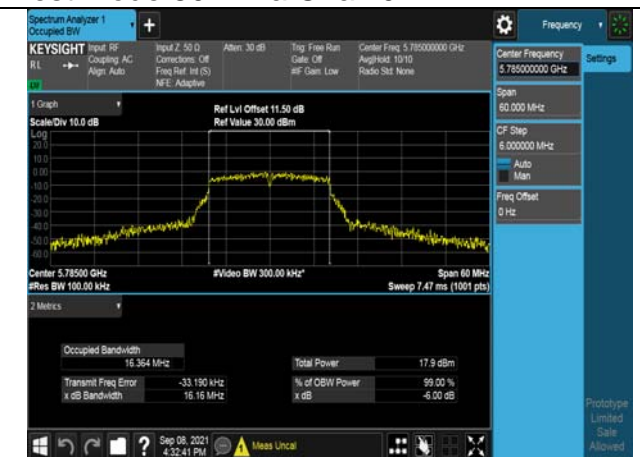 Spectrum Analyzer 1
Occupied BW
+
Frequency
KEYSIGHT
Input: RF
Coupling: AC
Align: Auto
Input Z: 50 Ω
Corrections: Off
Freq Ref: Int (S)
NFE: Adaptive
Atten: 30 dB
Trig: Free Run
Gate: Off
#IF Gain: Low
Center Freq: 5.785000000 GHz
Avg|Hold: 10/10
Radio Std: None
RL
1 Graph
Scale/Div 10.0 dB
Ref Lvl Offset 11.50 dB
Ref Value 30.00 dBm
Log
20.0
10.0
0.00
-10.0
-20.0
-30.0
-40.0
-50.0
-60.0
Center 5.78500 GHz
#Video BW 300.00 kHz*
Span 60 MHz
#Res BW 100.00 kHz
Sweep 7.47 ms (1001 pts)
2 Metrics
Occupied Bandwidth
16.364 MHz
Total Power 17.9 dBm
Transmit Freq Error -33.190 kHz
% of OBW Power 99.00 %
x dB Bandwidth 16.16 MHz
x dB -6.00 dB
Center Frequency
5.785000000 GHz
Settings
Span
60.000 MHz
CF Step
6.000000 MHz
Auto
Man
Freq Offset
0 Hz
Prototype
Limited
Sale
Allowed
?
Sep 08, 2021
4:32:41 PM
Meas Uncal